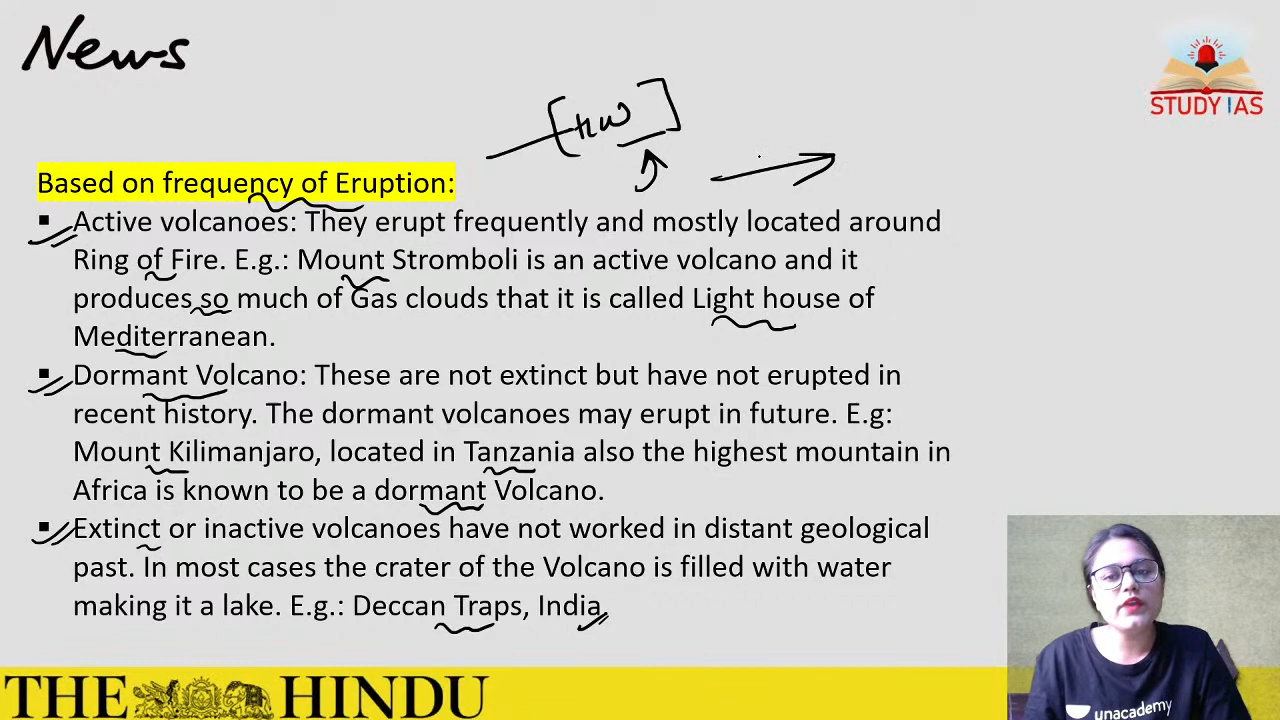 News
STUDY IAS
[HW]
Based on frequency of Eruption:
▪ Active volcanoes: They erupt frequently and mostly located around
Ring of Fire. E.g.: Mount Stromboli is an active volcano and it
produces so much of Gas clouds that it is called Light house of
Mediterranean.
▪ Dormant Volcano: These are not extinct but have not erupted in
recent history. The dormant volcanoes may erupt in future. E.g:
Mount Kilimanjaro, located in Tanzania also the highest mountain in
Africa is known to be a dormant Volcano.
▪ Extinct or inactive volcanoes have not worked in distant geological
past. In most cases the crater of the Volcano is filled with water
making it a lake. E.g.: Deccan Traps, India
THE HINDU
unacademy